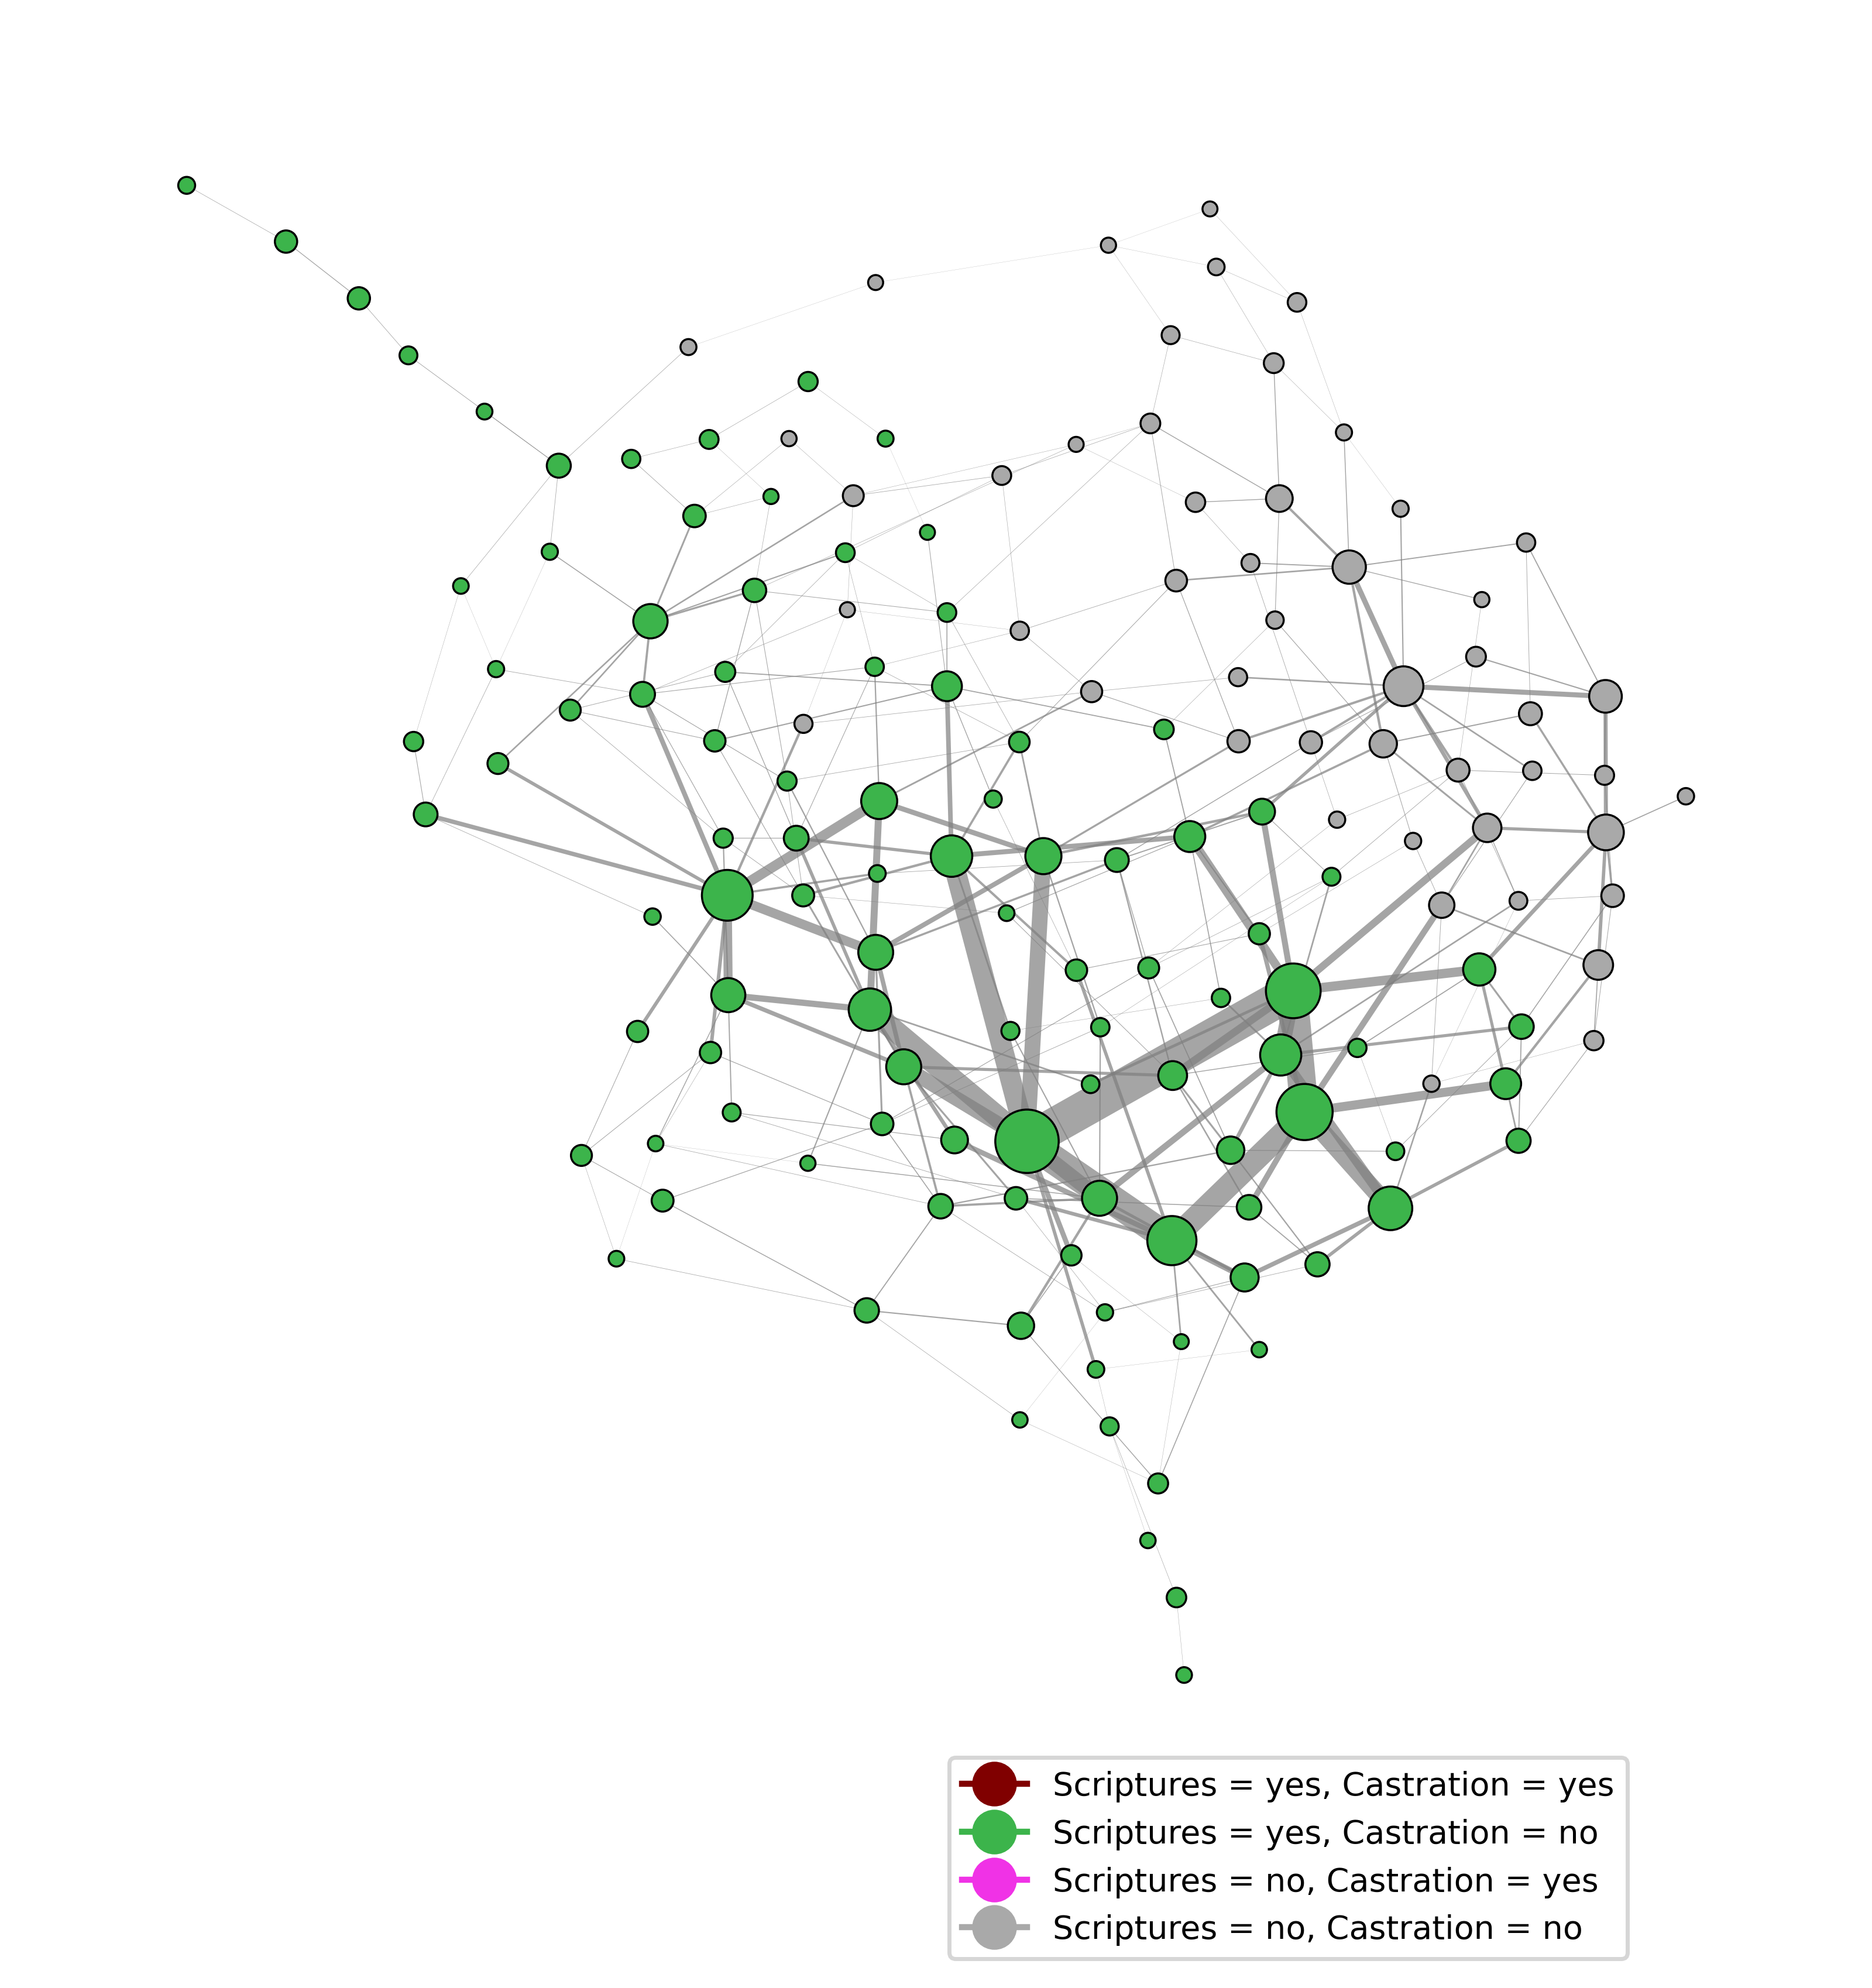 Scriptures = yes, Castration = yes
Scriptures = yes, Castration = no
Scriptures = no, Castration = yes
Scriptures = no, Castration = no